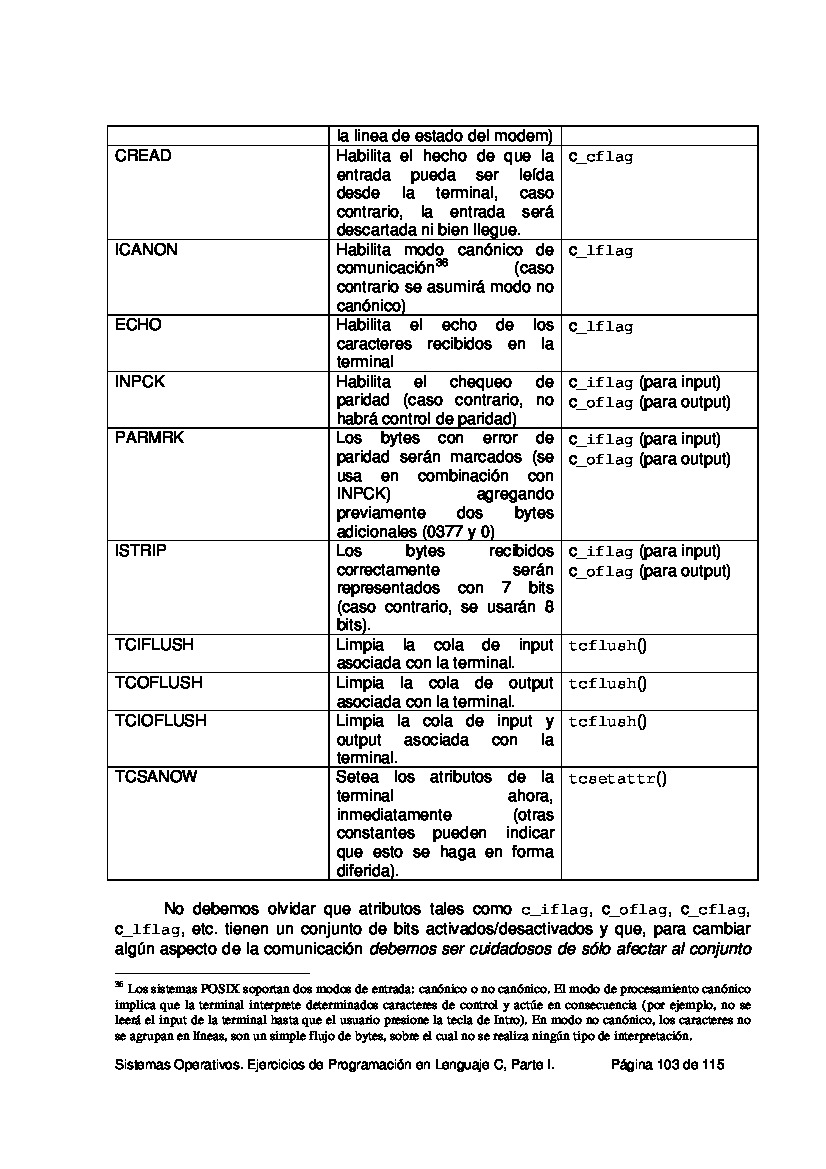 la linea de estado del modem)
CREAD
Habilita el hecho de que la
entrada pueda ser leída
desde la terminal, caso
contrario, la entrada será
descartada ni bien llegue.
c_cflag
ICANON
Habilita modo canónico de
comunicación36 (caso
contrario se asumirá modo no
canónico)
c_lflag
ECHO
Habilita el echo de los
caracteres recibidos en la
terminal
c_lflag
INPCK
Habilita el chequeo de
paridad (caso contrario, no
habrá control de paridad)
c_iflag (para input)
c_oflag (para output)
PARMRK
Los bytes con error de
paridad serán marcados (se
usa en combinación con
INPCK) agregando
previamente dos bytes
adicionales (0377 y 0)
c_iflag (para input)
c_oflag (para output)
ISTRIP
Los bytes recibidos
correctamente serán
representados con 7 bits
(caso contrario, se usarán 8
bits).
c_iflag (para input)
c_oflag (para output)
TCIFLUSH
Limpia la cola de input
asociada con la terminal.
tcflush()
TCOFLUSH
Limpia la cola de output
asociada con la terminal.
tcflush()
TCIOFLUSH
Limpia la cola de input y
output asociada con la
terminal.
tcflush()
TCSANOW
Setea los atributos de la
terminal ahora,
inmediatamente (otras
constantes pueden indicar
que esto se haga en forma
diferida).
tcsetattr()
No debemos olvidar que atributos tales como c_iflag, c_oflag, c_cflag,
c_lflag, etc. tienen un conjunto de bits activados/desactivados y que, para cambiar
algún aspecto de la comunicación debemos ser cuidadosos de sólo afectar al conjunto
36 Los sistemas POSIX soportan dos modos de entrada: canónico o no canónico. El modo de procesamiento canónico
implica que la terminal interprete determinados caracteres de control y actúe en consecuencia (por ejemplo, no se
leerá el input de la terminal hasta que el usuario presione la tecla de Intro). En modo no canónico, los caracteres no
se agrupan en líneas, son un simple flujo de bytes, sobre el cual no se realiza ningún tipo de interpretación.
Sistemas Operativos. Ejercicios de Programación en Lenguaje C, Parte I. Página 103 de 115